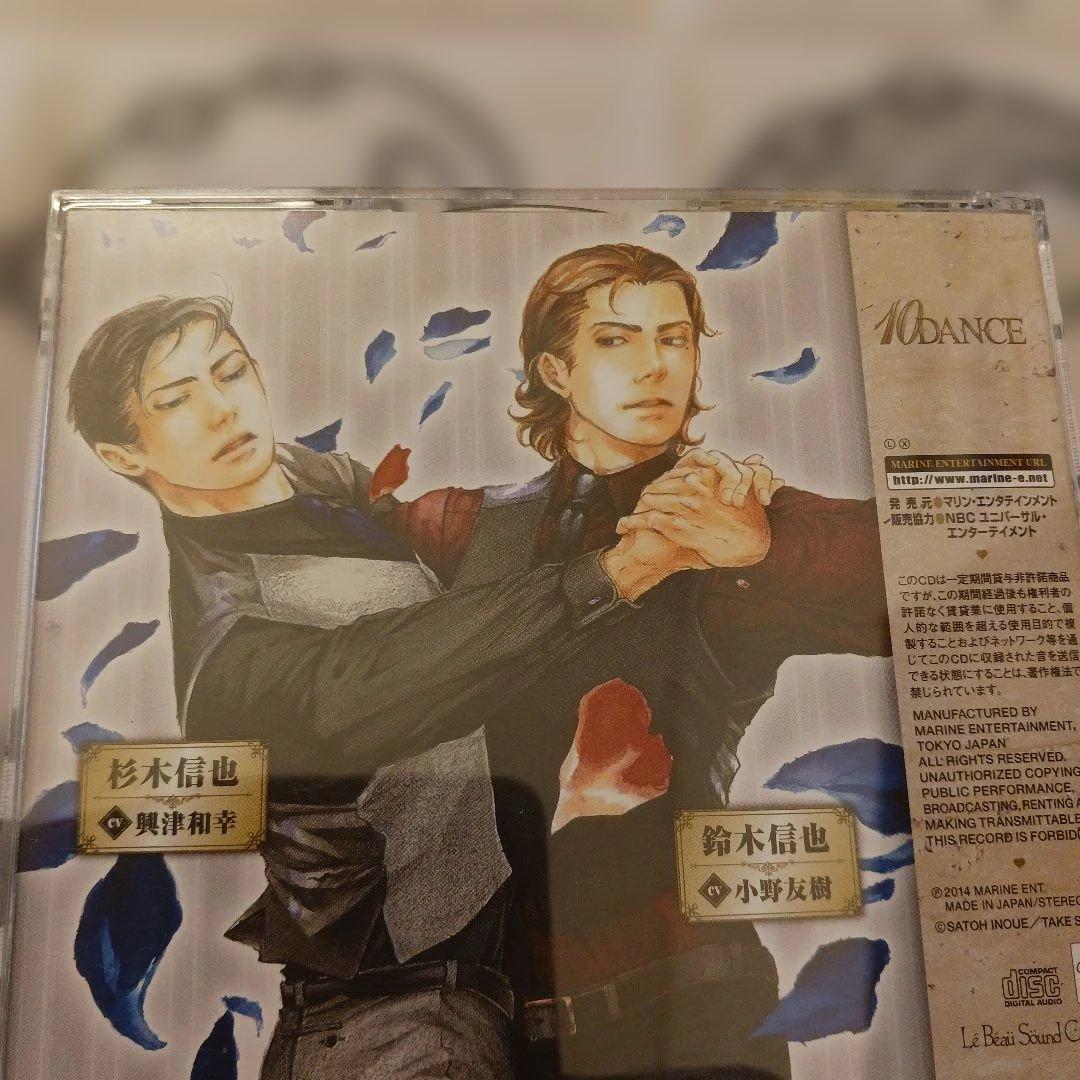 10DANCE
Ⓛ Ⓧ
MARINE ENTERTAINMENT URL
http://www.marine-e.net
発売元●マリン・エンタテインメント
販売協力●NBC ユニバーサル・
エンターテイメント
このCDは一定期間貸与非許諾商品
ですが、この期間経過後も権利者の
許諾なく賃貸業に使用すること、個
人的な範囲を超える使用目的で複
製することおよびネットワーク等を通
じてこのCDに収録された音を送信
できる状態にすることは、著作権法で
禁じられています。
MANUFACTURED BY
MARINE ENTERTAINMENT,
TOKYO JAPAN
ALL RIGHTS RESERVED.
UNAUTHORIZED COPYING
PUBLIC PERFORMANCE,
BROADCASTING,RENTING
MAKING TRANSMITTABLE
THIS RECORD IS
℗2014 MARINE ENT.
MADE IN JAPAN/STEREO
©SATOH INOUE／TAKE
COMPACT
disc
DIGITAL AUDIO
Lé Béaü Söund
杉木信也
CV 興津和幸
鈴木信也
CV 小野友樹